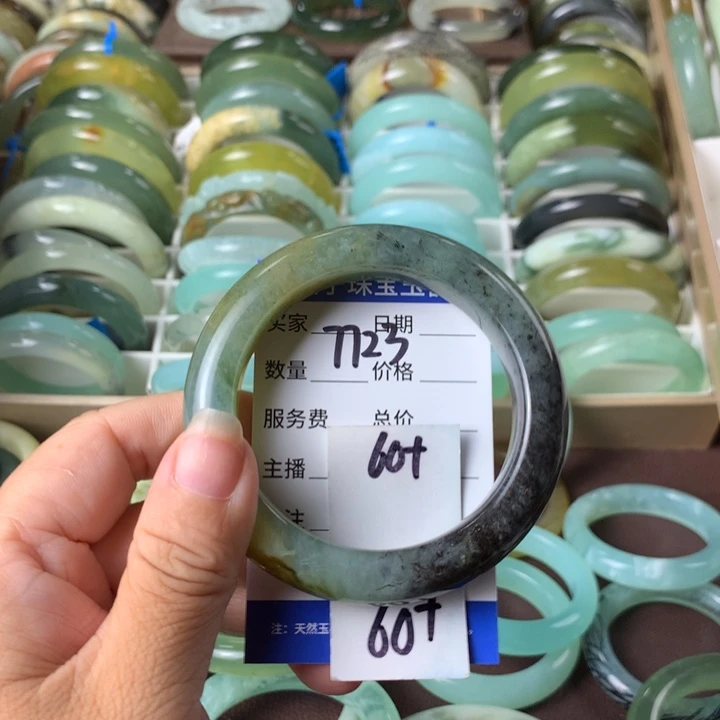 珠宝玉
买家 日期
7723
数量 价格
服务费 总价
60+
主播
注
60+
注：天然玉